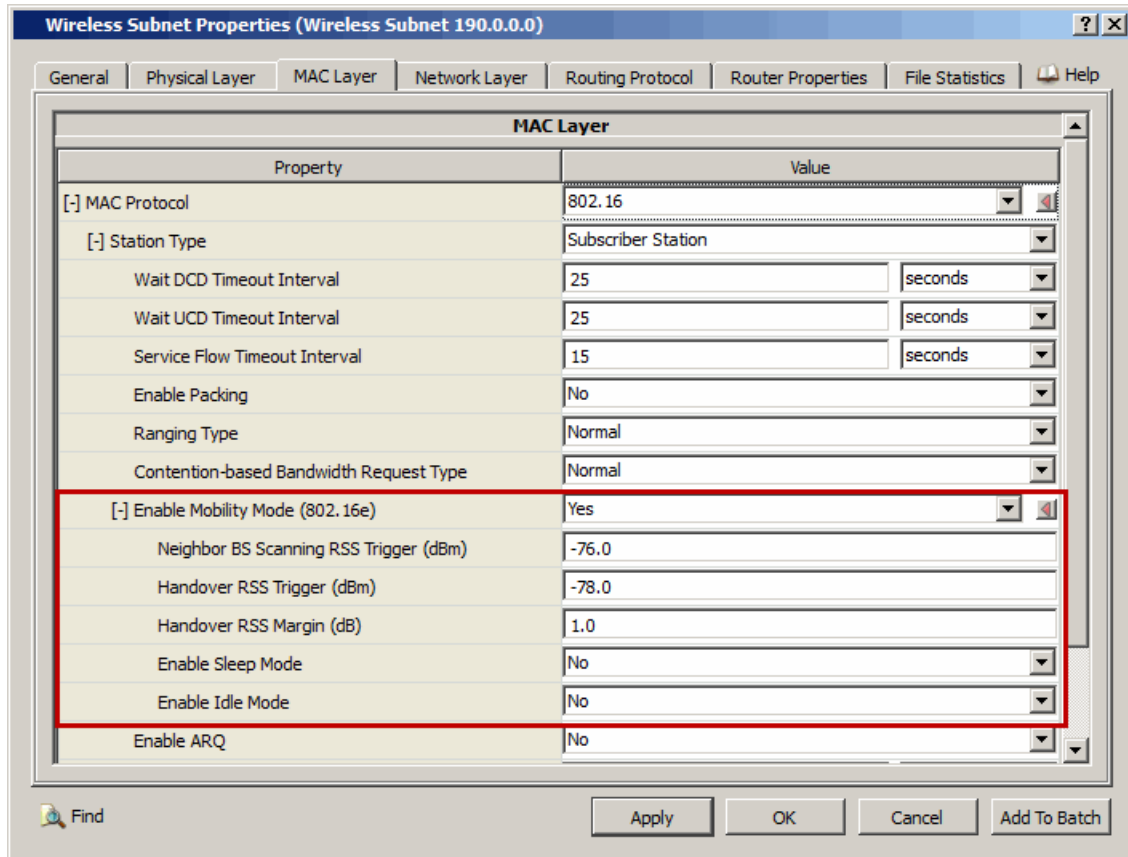 Wireless Subnet Properties (Wireless Subnet 190.0.0.0)
General Physical Layer MAC Layer Network Layer Routing Protocol Router Properties File Statistics Help
MAC Layer
Property Value
[-] MAC Protocol 802.16
[-] Station Type Subscriber Station
Wait DCD Timeout Interval 25 seconds
Wait UCD Timeout Interval 25 seconds
Service Flow Timeout Interval 15 seconds
Enable Packing No
Ranging Type Normal
Contention-based Bandwidth Request Type Normal
[-] Enable Mobility Mode (802.16e) Yes
Neighbor BS Scanning RSS Trigger (dBm) -76.0
Handover RSS Trigger (dBm) -78.0
Handover RSS Margin (dB) 1.0
Enable Sleep Mode No
Enable Idle Mode No
Enable ARQ No
Find Apply OK Cancel Add To Batch